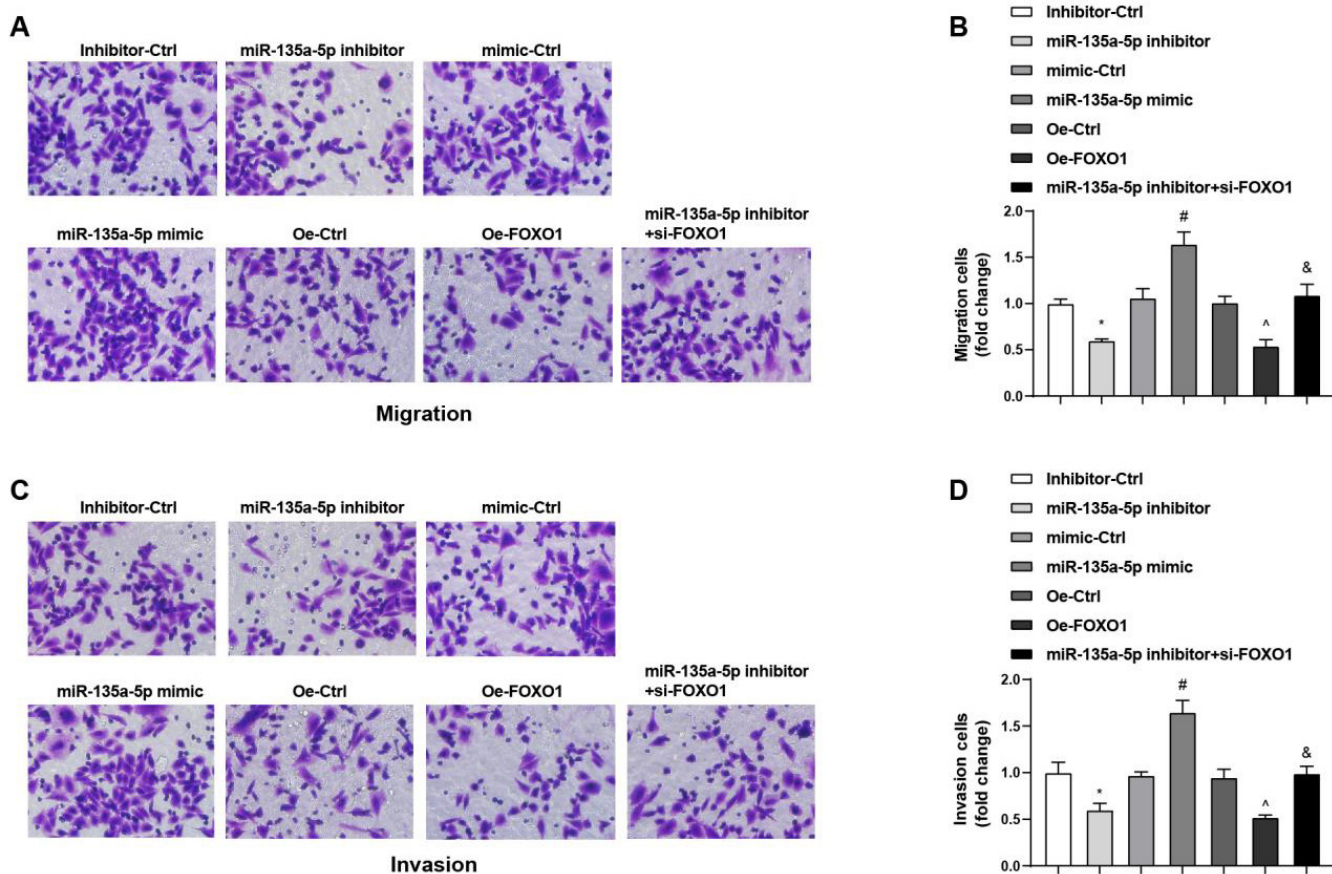 A
Inhibitor-Ctrl
miR-135a-5p inhibitor
mimic-Ctrl
miR-135a-5p mimic
Oe-Ctrl
Oe-FOXO1
miR-135a-5p inhibitor
+si-FOXO1
Migration
B
Inhibitor-Ctrl
miR-135a-5p inhibitor
mimic-Ctrl
miR-135a-5p mimic
Oe-Ctrl
Oe-FOXO1
miR-135a-5p inhibitor+si-FOXO1
Migration cells
(fold change)
2.0
1.5
1.0
0.5
0.0
*
#
^
&
C
Inhibitor-Ctrl
miR-135a-5p inhibitor
mimic-Ctrl
miR-135a-5p mimic
Oe-Ctrl
Oe-FOXO1
miR-135a-5p inhibitor
+si-FOXO1
Invasion
D
Inhibitor-Ctrl
miR-135a-5p inhibitor
mimic-Ctrl
miR-135a-5p mimic
Oe-Ctrl
Oe-FOXO1
miR-135a-5p inhibitor+si-FOXO1
Invasion cells
(fold change)
2.0
1.5
1.0
0.5
0.0
*
#
^
&